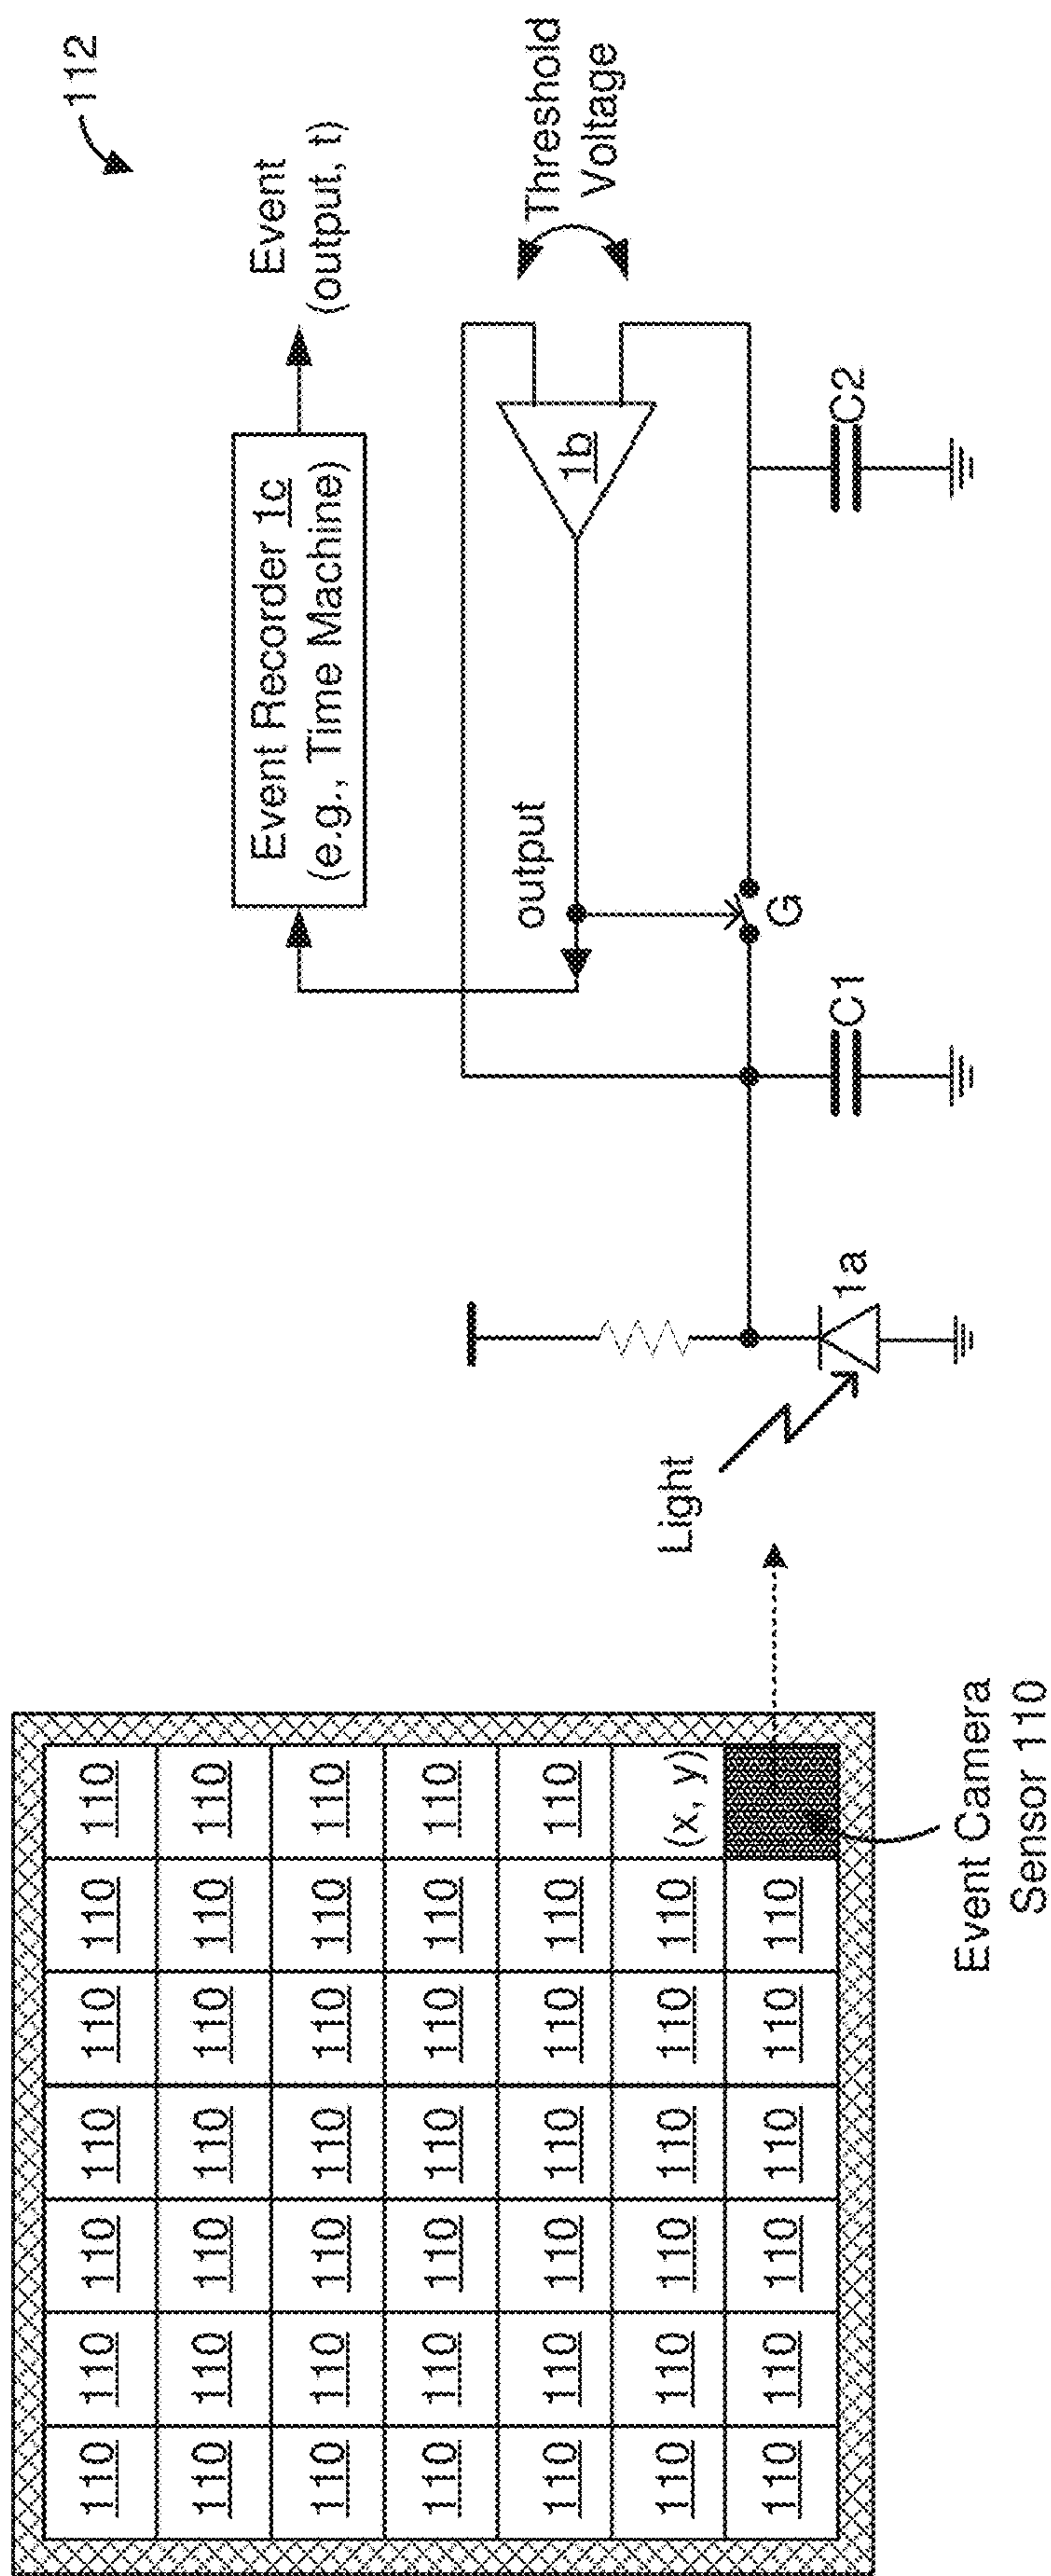 112
110 110 110 110 110 110 110
110 110 110 110 110 110 110
110 110 110 110 110 110 110
110 110 110 110 110 110 110
110 110 110 110 110 110 110
110 110 110 110 110 110 (x, y)
110 110 110 110 110 110
Event Camera
Sensor 110
Light
1a
Event Recorder 1c
(e.g., Time Machine)
Event
(output, t)
output
1b
Threshold
Voltage
G
C1
C2